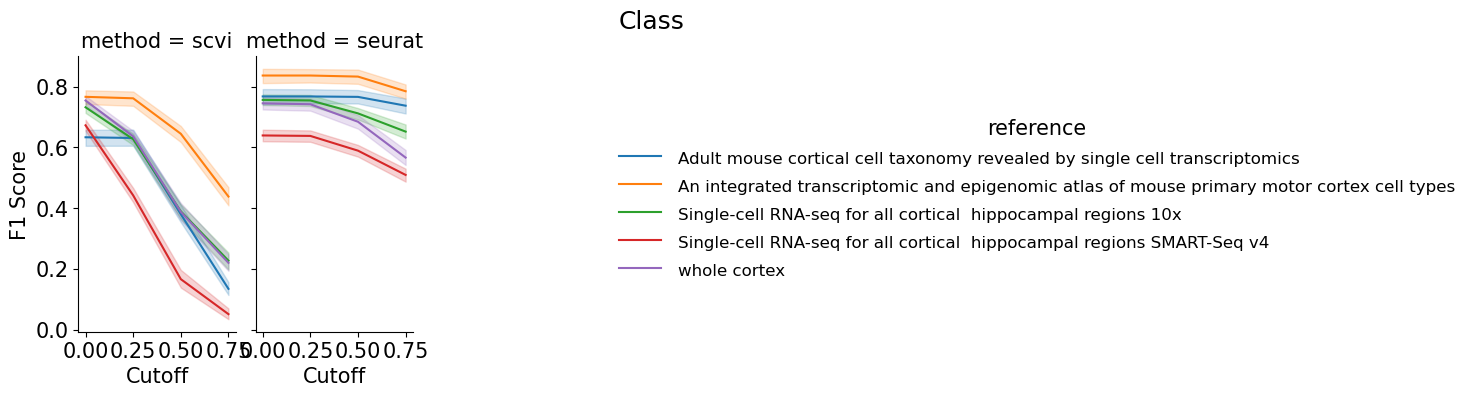 Class
method = scvi
method = seurat
F1 Score
0.8
0.6
0.4
0.2
0.0
0.00 0.25 0.50 0.75
0.00 0.25 0.50 0.75
Cutoff
Cutoff
reference
Adult mouse cortical cell taxonomy revealed by single cell transcriptomics
An integrated transcriptomic and epigenomic atlas of mouse primary motor cortex cell types
Single-cell RNA-seq for all cortical  hippocampal regions 10x
Single-cell RNA-seq for all cortical  hippocampal regions SMART-Seq v4
whole cortex